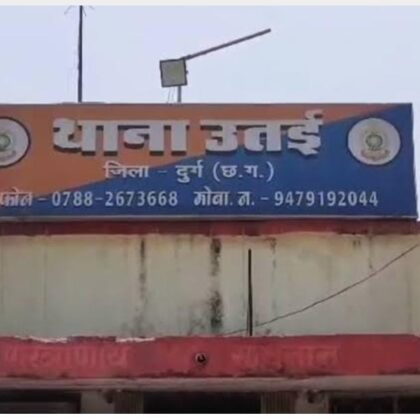 थाना उतई
जिला - दुर्ग (छ.ग.)
फोन - 0788-2673668 मोबा. न. - 9479192044